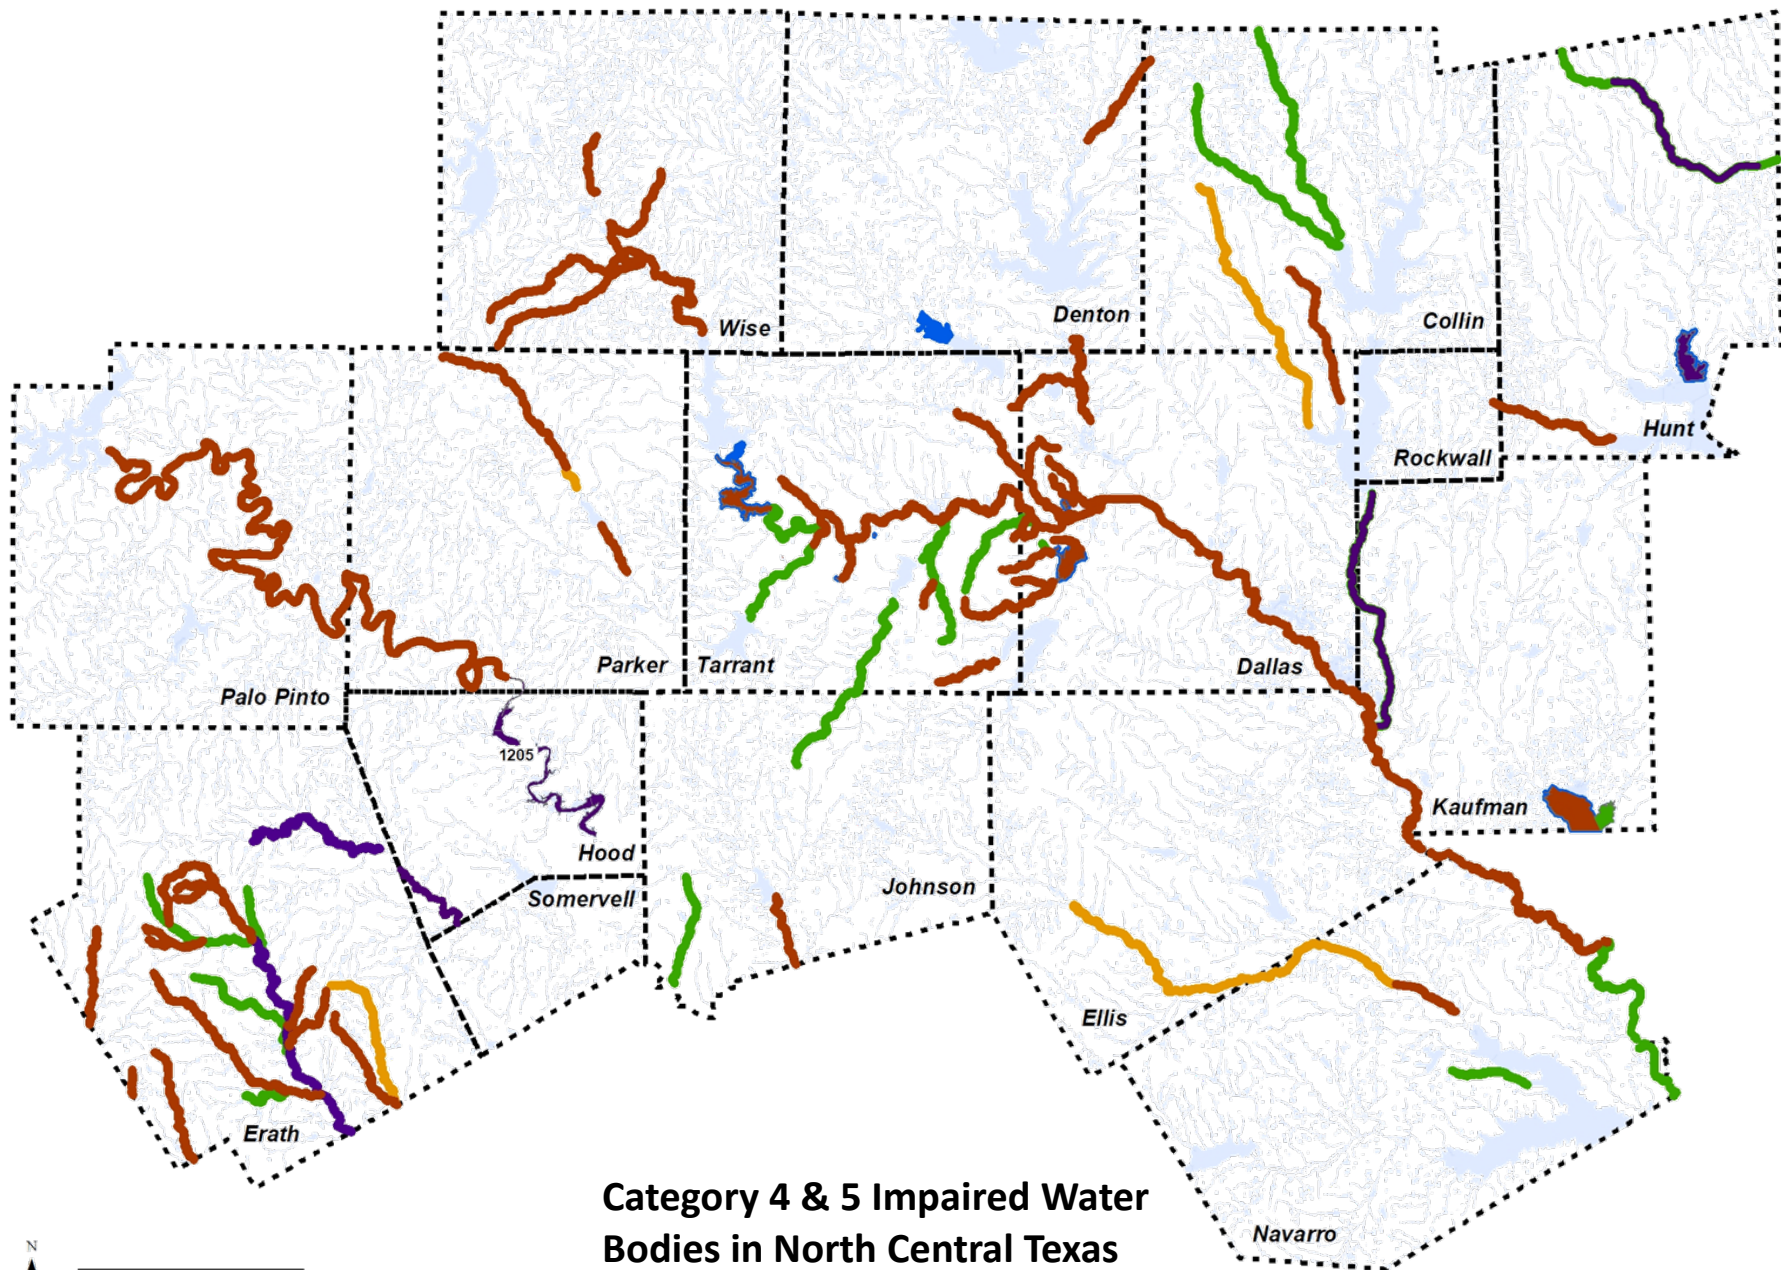 Wise
Denton
Collin
Hunt
Rockwall
Parker
Tarrant
Dallas
Palo Pinto
1205
Kaufman
Hood
Johnson
Somervell
Ellis
Erath
Category 4 & 5 Impaired Water
Bodies in North Central Texas
Navarro
N